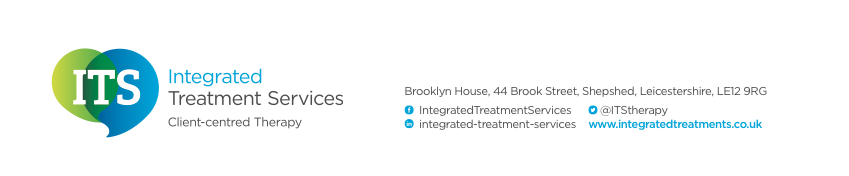 ITS
Integrated
Treatment Services
Client-centred Therapy
Brooklyn House, 44 Brook Street, Shepshed, Leicestershire, LE12 9RG
IntegratedTreatmentServices @ITStherapy
integrated-treatment-services www.integratedtreatments.co.uk